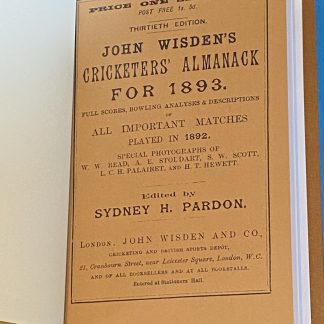 PRICE ONE
POST FREE 1s. 3d.
THIRTIETH EDITION.
JOHN WISDEN'S
CRICKETERS' ALMANACK
FOR 1893.
FULL SCORES, BOWLING ANALYSES & DESCRIPTIONS
OF
ALL IMPORTANT MATCHES
PLAYED IN 1892.
SPECIAL PHOTOGRAPHS OF
W. W. READ, A. E. STODDART, S. W. SCOTT,
L. C. H. PALAIRET, AND H. T. HEWETT.
Edited by
SYDNEY H. PARDON.
LONDON: JOHN WISDEN AND CO.,
CRICKETING AND BRITISH SPORTS DEPÔT,
21, Cranbourn Street, near Leicester Square, London, W.C.
AND OF ALL BOOKSELLERS AND AT ALL BOOKSTALLS.
Entered at Stationers' Hall.